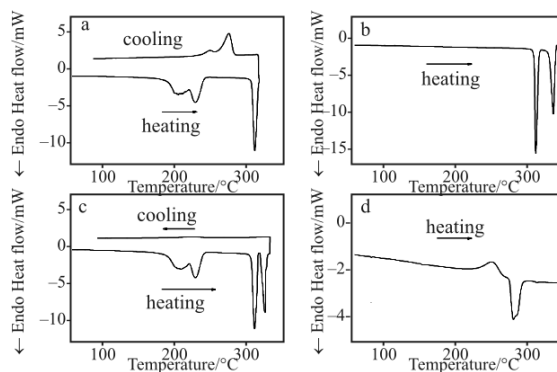 a
cooling
heating
5
0
−5
−10
100
200
300
Temperature/°C
← Endo Heat flow/mW
b
heating
0
−5
−10
−15
100
200
300
Temperature/°C
← Endo Heat flow/mW
c
cooling
heating
5
0
−5
−10
100
200
300
Temperature/°C
← Endo Heat flow/mW
d
heating
0
−2
−4
100
200
300
Temperature/°C
← Endo Heat flow/mW